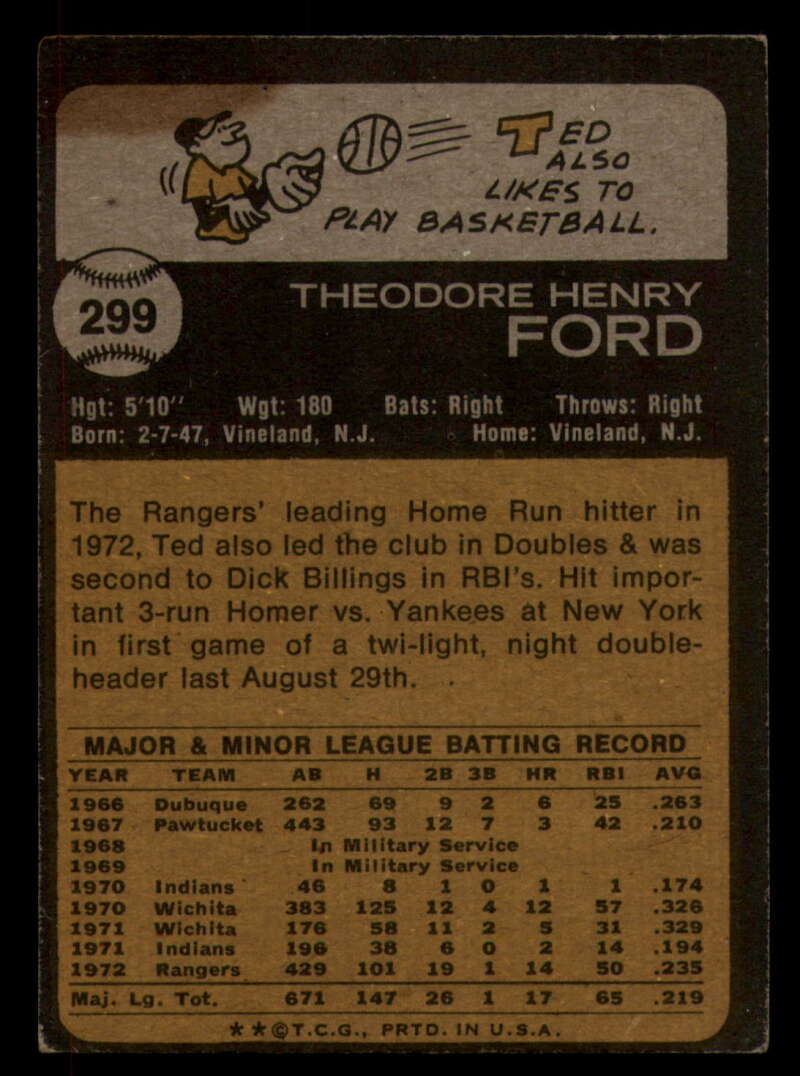 TED
ALSO
LIKES TO
PLAY BASKETBALL.
299
THEODORE HENRY
FORD
Hgt: 5'10" Wgt: 180 Bats: Right Throws: Right
Born: 2-7-47, Vineland, N.J. Home: Vineland, N.J.
The Rangers' leading Home Run hitter in
1972, Ted also led the club in Doubles & was
second to Dick Billings in RBI's. Hit impor-
tant 3-run Homer vs. Yankees at New York
in first game of a twi-light, night double-
header last August 29th.
MAJOR & MINOR LEAGUE BATTING RECORD
YEAR TEAM AB H 2B 3B HR RBI AVG
1966 Dubuque 262 69 9 2 6 25 .263
1967 Pawtucket 443 93 12 7 3 42 .210
1968 In Military Service
1969 In Military Service
1970 Indians 46 8 1 0 1 1 .174
1970 Wichita 383 125 12 4 12 57 .326
1971 Wichita 176 58 11 2 5 31 .329
1971 Indians 196 38 6 0 2 14 .194
1972 Rangers 429 101 19 1 14 50 .235
Maj. Lg. Tot. 671 147 26 1 17 65 .219
★ ★ © T.C.G., PRTD. IN U.S.A.